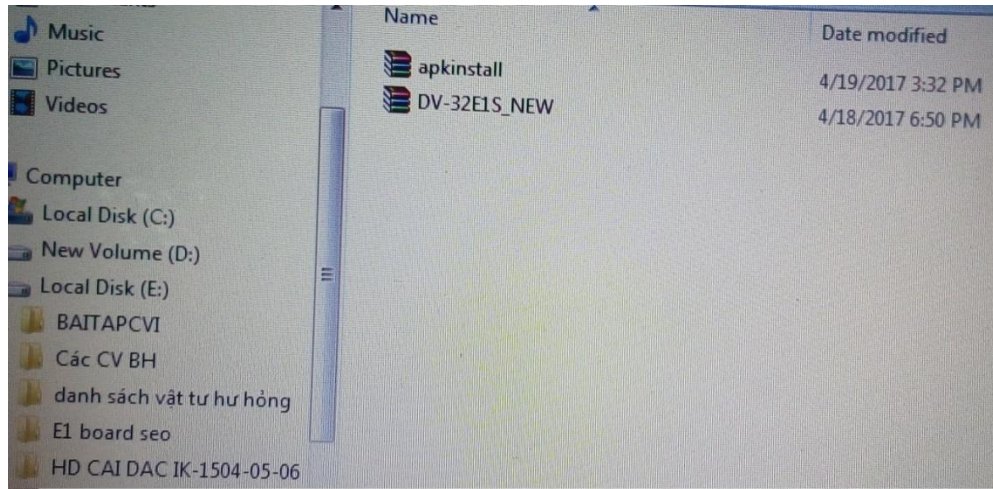 Music
Pictures
Videos
Computer
Local Disk (C:)
New Volume (D:)
Local Disk (E:)
BAITAPCVI
Các CV BH
danh sách vật tư hư hỏng
E1 board seo
HD CAI DAC IK-1504-05-06
Name
Date modified
apkinstall
4/19/2017 3:32 PM
DV-32E1S_NEW
4/18/2017 6:50 PM